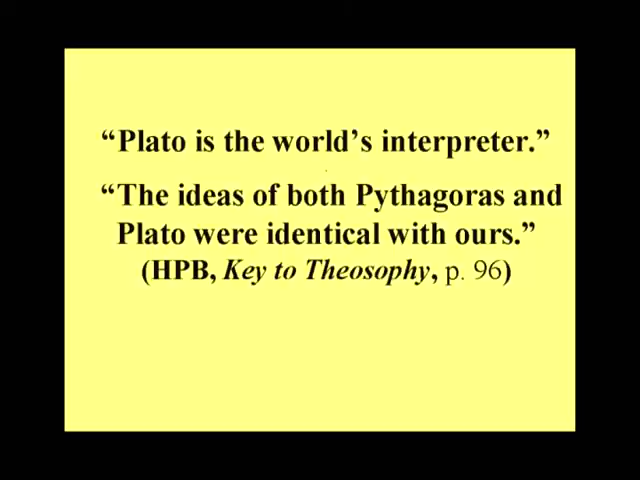 “Plato is the world’s interpreter.”
“The ideas of both Pythagoras and
Plato were identical with ours.”
(HPB, Key to Theosophy, p. 96)